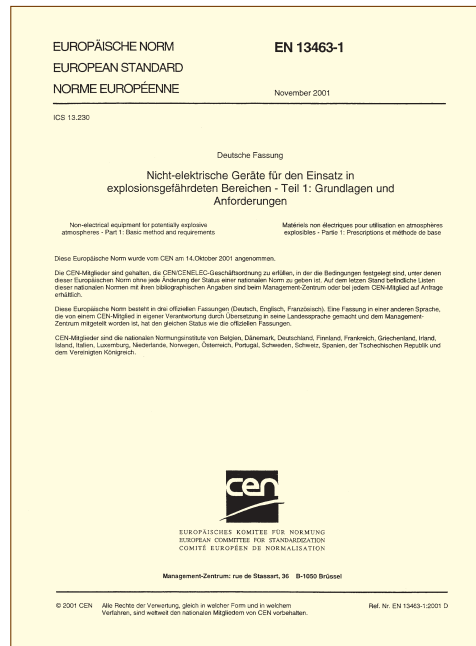 EUROPÄISCHE NORM
EUROPEAN STANDARD
NORME EUROPÉENNE
EN 13463-1
November 2001
ICS 13.230
Deutsche Fassung
Nicht-elektrische Geräte für den Einsatz in
explosionsgefährdeten Bereichen - Teil 1: Grundlagen und
Anforderungen
Non-electrical equipment for potentially explosive
atmospheres - Part 1: Basic method and requirements
Matériels non électriques pour utilisation en atmosphères
explosibles - Partie 1: Prescriptions et méthode de base
Diese Europäische Norm wurde vom CEN am 14.Oktober 2001 angenommen.
Die CEN-Mitglieder sind gehalten, die CEN/CENELEC-Geschäftsordnung zu erfüllen, in der die Bedingungen festgelegt sind, unter denen
dieser Europäischen Norm ohne jede Änderung der Status einer nationalen Norm zu geben ist. Auf dem letzten Stand befindliche Listen
dieser nationalen Normen mit ihren bibliographischen Angaben sind beim Management-Zentrum oder bei jedem CEN-Mitglied auf Anfrage
erhältlich.
Diese Europäische Norm besteht in drei offiziellen Fassungen (Deutsch, Englisch, Französisch). Eine Fassung in einer anderen Sprache,
die von einem CEN-Mitglied in eigener Verantwortung durch Übersetzung in seine Landessprache gemacht und dem Management-
Zentrum mitgeteilt worden ist, hat den gleichen Status wie die offiziellen Fassungen.
CEN-Mitglieder sind die nationalen Normungsinstitute von Belgien, Dänemark, Deutschland, Finnland, Frankreich, Griechenland, Irland,
Island, Italien, Luxemburg, Niederlande, Norwegen, Österreich, Portugal, Schweden, Schweiz, Spanien, der Tschechischen Republik und
dem Vereinigten Königreich.
cen
EUROPÄISCHES KOMITEE FÜR NORMUNG
EUROPEAN COMMITTEE FOR STANDARDIZATION
COMITÉ EUROPÉEN DE NORMALISATION
Management-Zentrum: rue de Stassart, 36 B-1050 Brüssel
© 2001 CEN Alle Rechte der Verwertung, gleich in welcher Form und in welchem
Verfahren, sind weltweit den nationalen Mitgliedern von CEN vorbehalten.
Ref. Nr. EN 13463-1:2001 D